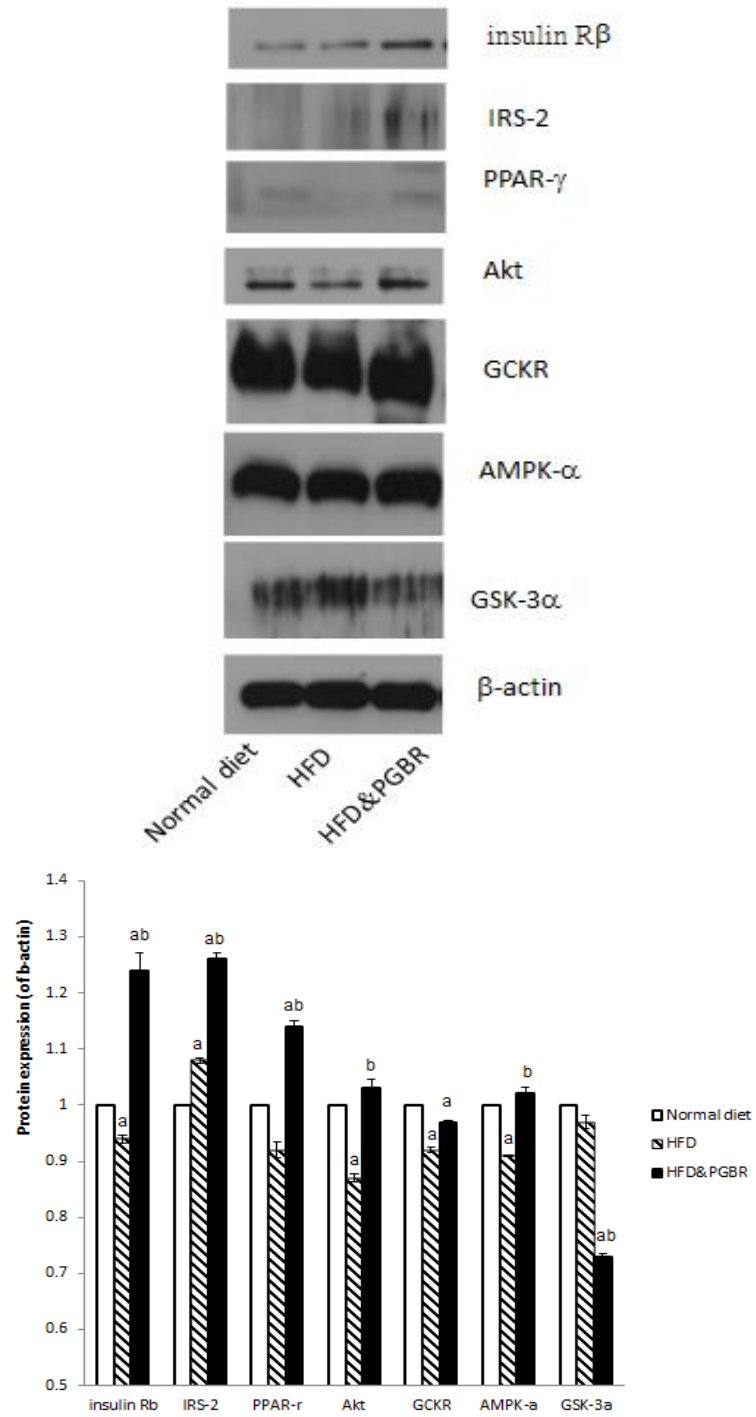 insulin Rβ
IRS-2
PPAR-γ
Akt
GCKR
AMPK-α
GSK-3α
β-actin
Normal diet
HFD
HFD&PGBR
Protein expression (of b-actin)
1.4
1.3
1.2
1.1
1
0.9
0.8
0.7
0.6
0.5
a
ab
a
ab
ab
a
b
a
a
a
b
ab
insulin Rb
IRS-2
PPAR-r
Akt
GCKR
AMPK-a
GSK-3a
Normal diet
HFD
HFD&PGBR